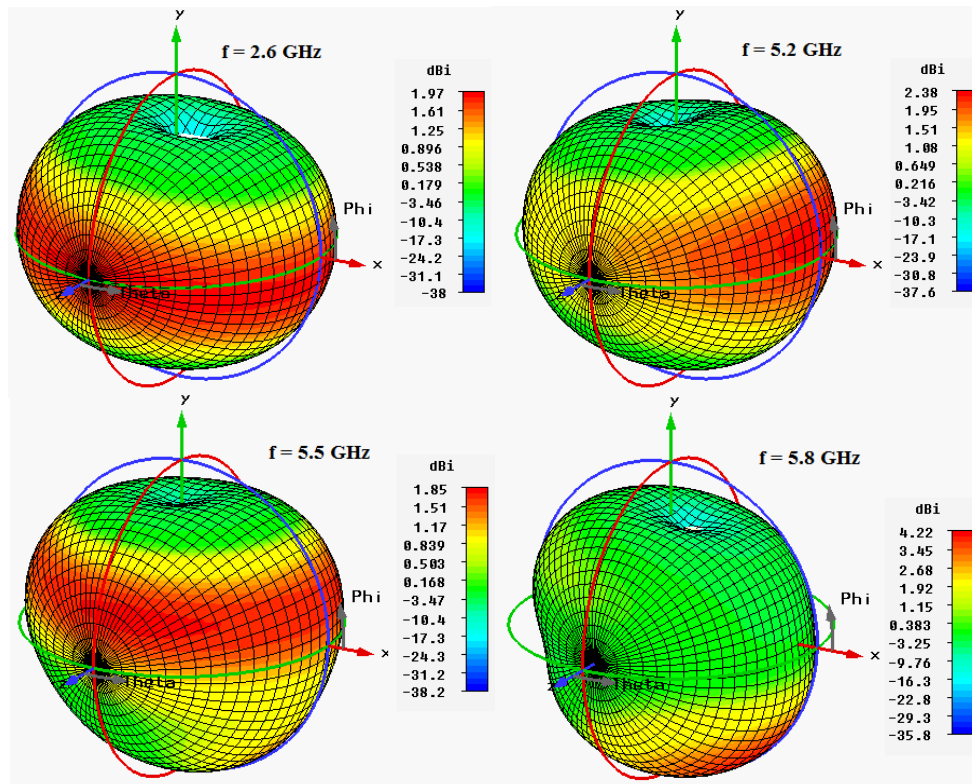 y
f = 2.6 GHz
dBi
1.97
1.61
1.25
0.896
0.538
0.179
-3.46
-10.4
-17.3
-24.2
-31.1
-38
Phi
x
Theta
y
f = 5.2 GHz
dBi
2.38
1.95
1.51
1.08
0.649
0.216
-3.42
-10.3
-17.1
-23.9
-30.8
-37.6
Phi
x
Theta
y
f = 5.5 GHz
dBi
1.85
1.51
1.17
0.839
0.503
0.168
-3.47
-10.4
-17.3
-24.3
-31.2
-38.2
Phi
x
Theta
y
f = 5.8 GHz
dBi
4.22
3.45
2.68
1.92
1.15
0.383
-3.25
-9.76
-16.3
-22.8
-29.3
-35.8
Phi
x
Theta